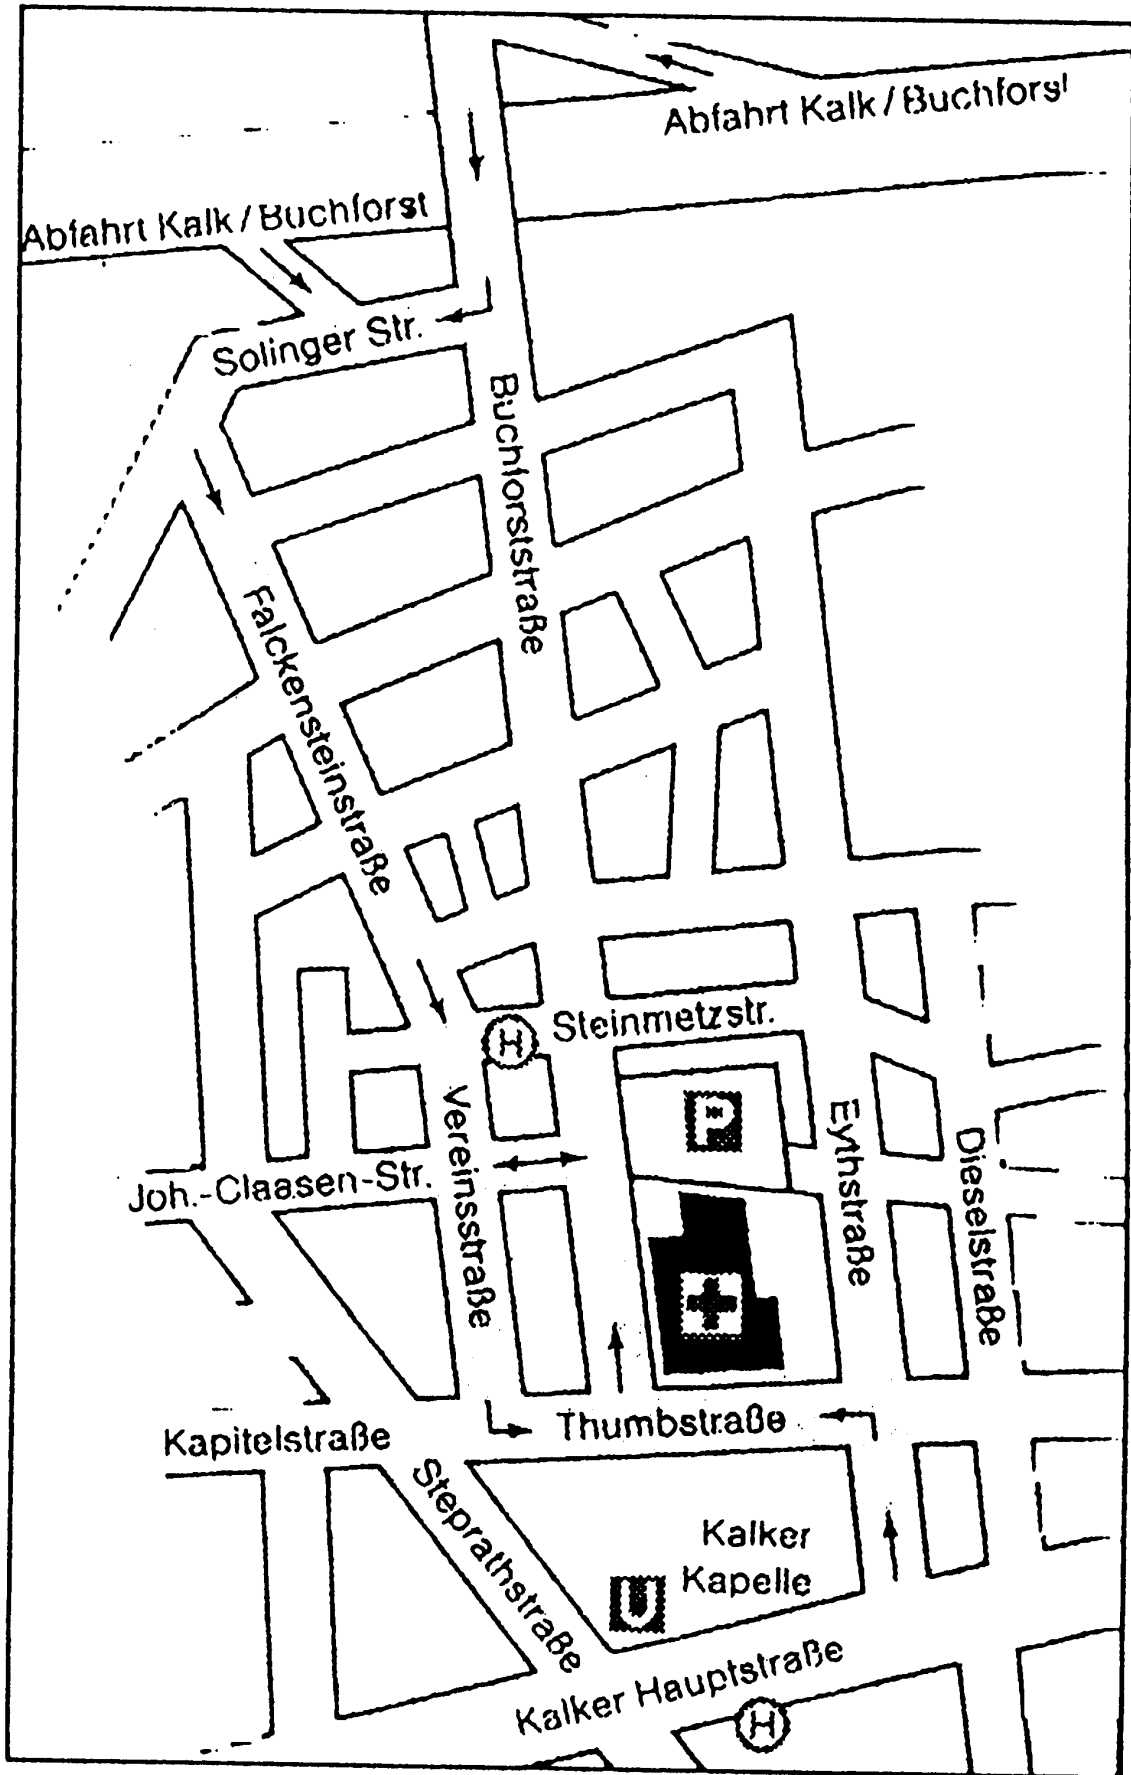 Abfahrt Kalk / Buchforst
Abfahrt Kalk / Buchforst
Solinger Str.
Buchforststraße
Falckensteinstraße
H
Steinmetzstr.
P
Vereinsstraße
Eythstraße
Dieselstraße
Joh.-Claasen-Str.
Thumbstraße
Kapitelstraße
Steprathstraße
Kalker
Kapelle
U
Kalker Hauptstraße
H